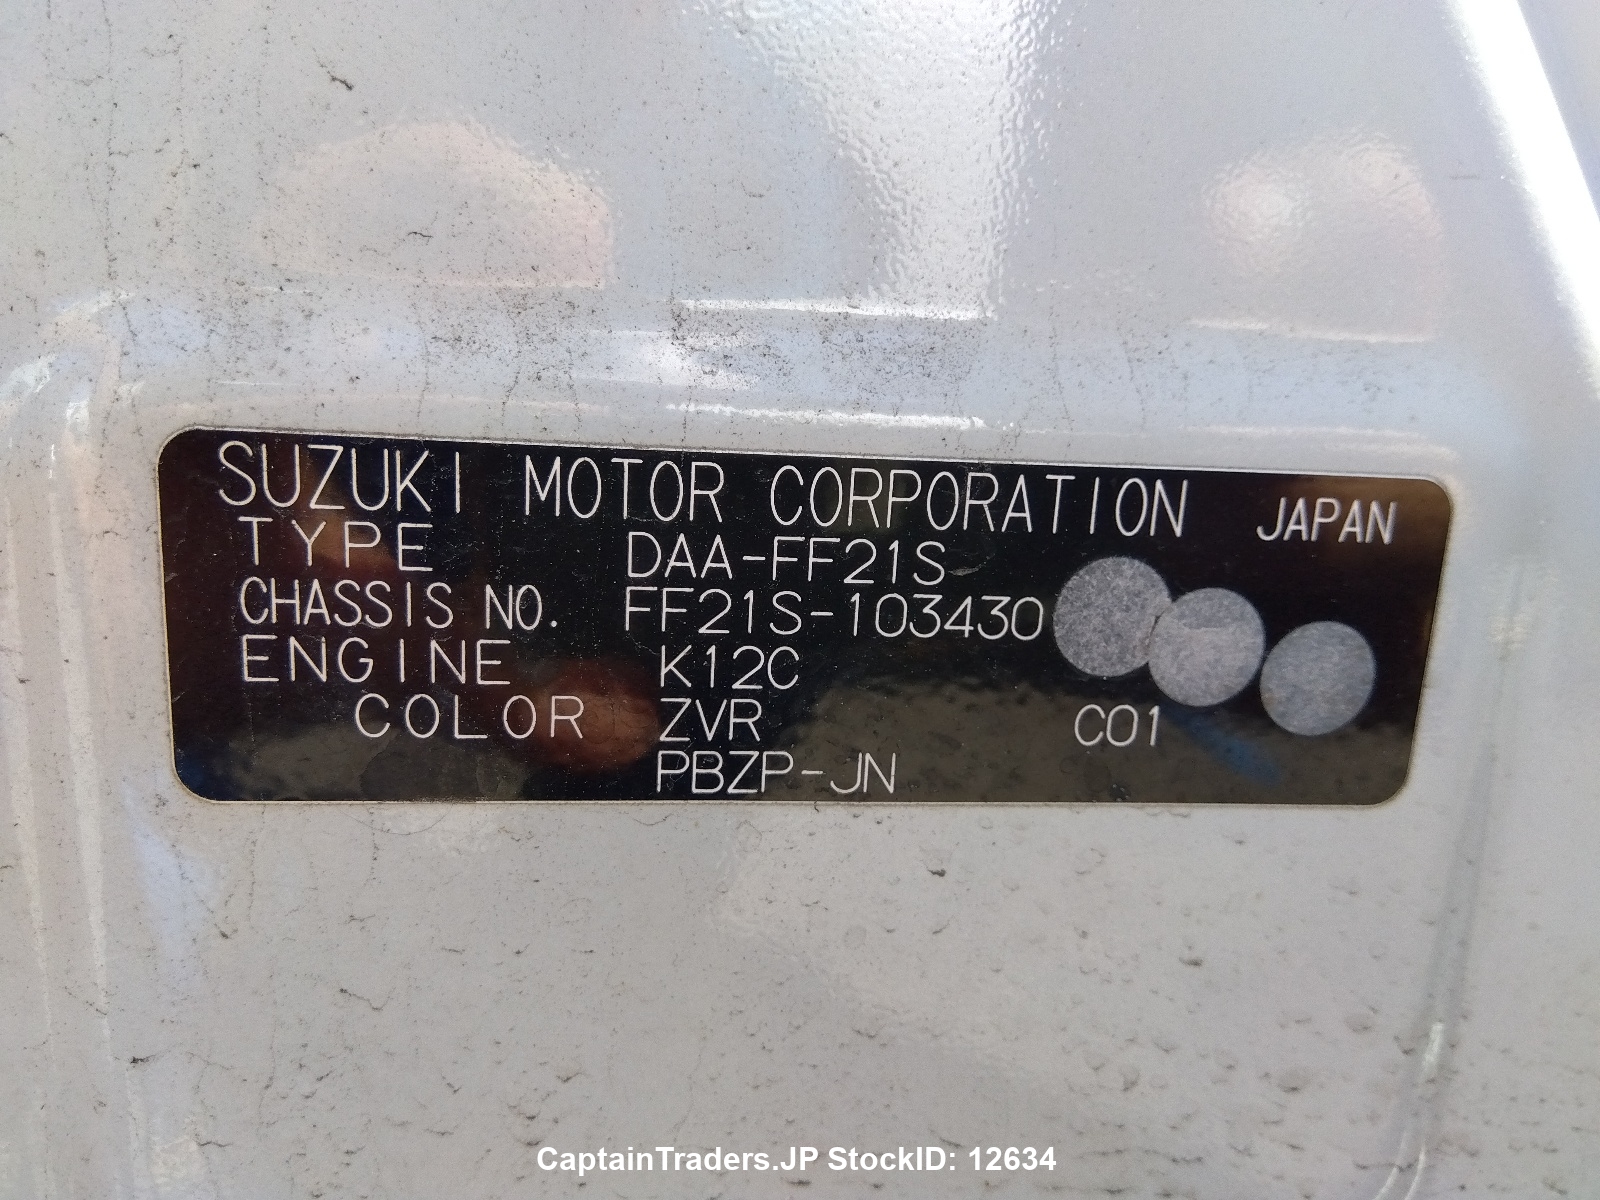 SUZUKI MOTOR CORPORATION JAPAN
TYPE DAA-FF21S
CHASSIS NO. FF21S-103430
ENGINE K12C
COLOR ZVR C01
PBZP-JN
CaptainTraders.JP StockID: 12634